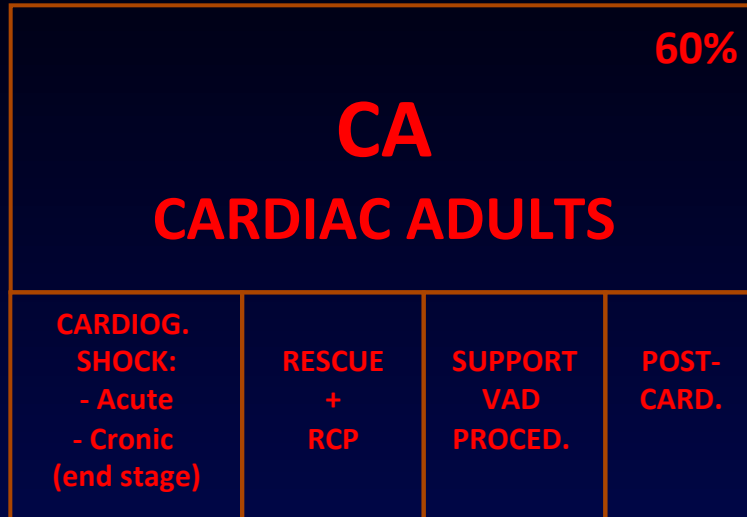 60%
CA
CARDIAC ADULTS
CARDIOG.
SHOCK:
- Acute
- Cronic
(end stage)
RESCUE
+
RCP
SUPPORT
VAD
PROCED.
POST-
CARD.